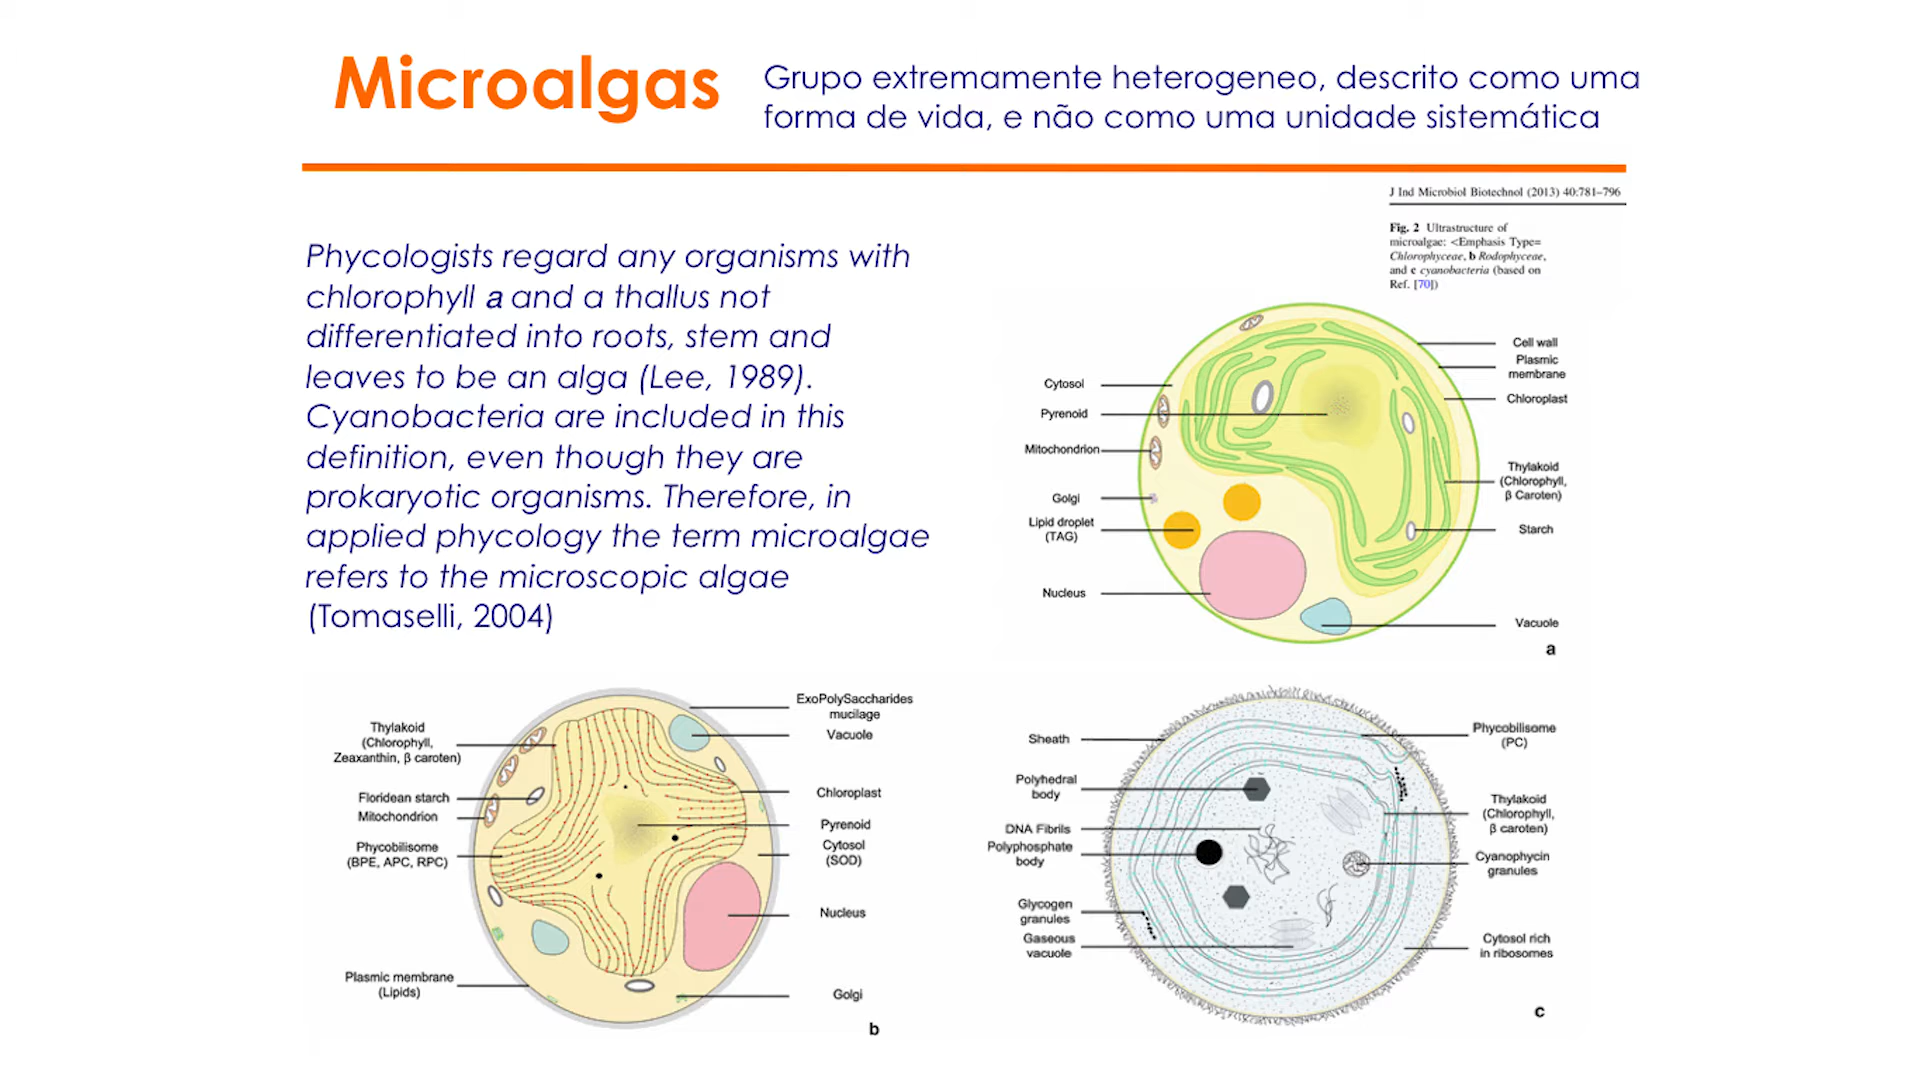 Microalgas
Grupo extremamente heterogeneo, descrito como uma
forma de vida, e não como uma unidade sistemática
J Ind Microbiol Biotechnol (2013) 40:781–796
Fig. 2 Ultrastructure of
microalgae: <Emphasis Type=
Chlorophyceae, b Rodophyceae,
and c cyanobacteria (based on
Ref. [70])
Phycologists regard any organisms with
chlorophyll a and a thallus not
differentiated into roots, stem and
leaves to be an alga (Lee, 1989).
Cyanobacteria are included in this
definition, even though they are
prokaryotic organisms. Therefore, in
applied phycology the term microalgae
refers to the microscopic algae
(Tomaselli, 2004)
Cytosol
Pyrenoid
Mitochondrion
Golgi
Lipid droplet
(TAG)
Nucleus
Cell wall
Plasmic
membrane
Chloroplast
Thylakoid
(Chlorophyll,
β Caroten)
Starch
Vacuole
a
Thylakoid
(Chlorophyll,
Zeaxanthin, β caroten)
Floridean starch
Mitochondrion
Phycobilisome
(BPE, APC, RPC)
Plasmic membrane
(Lipids)
ExoPolySaccharides
mucilage
Vacuole
Chloroplast
Pyrenoid
Cytosol
(SOD)
Nucleus
Golgi
b
Sheath
Polyhedral
body
DNA Fibrils
Polyphosphate
body
Glycogen
granules
Gaseous
vacuole
Phycobilisome
(PC)
Thylakoid
(Chlorophyll,
β caroten)
Cyanophycin
granules
Cytosol rich
in ribosomes
c